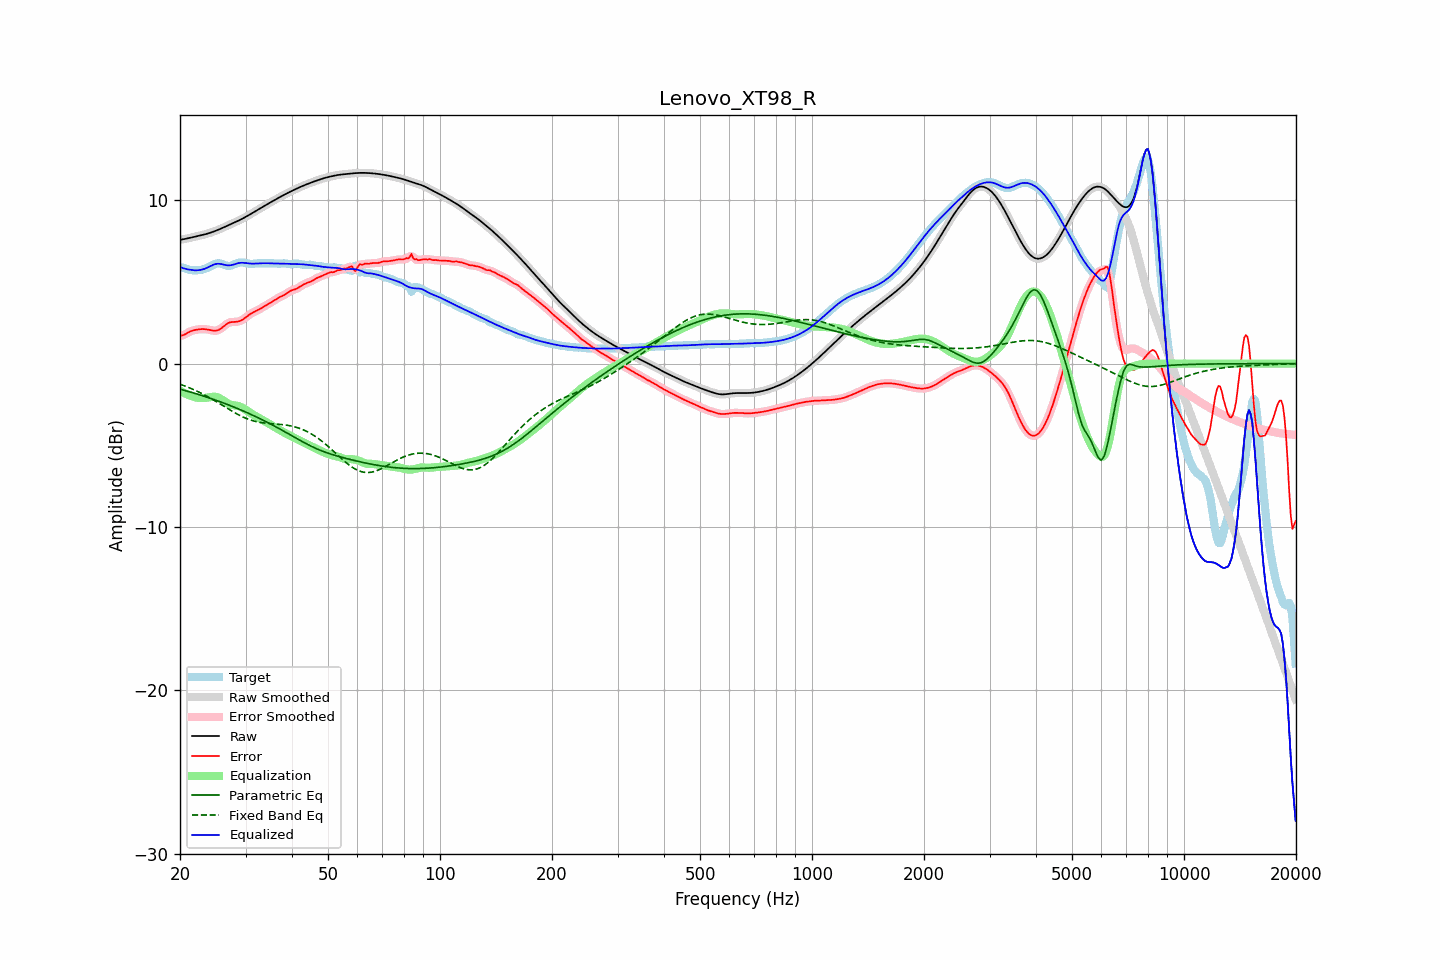 Lenovo_XT98_R
Amplitude (dBr)
10
0
−10
−20
−30
Target
Raw Smoothed
Error Smoothed
Raw
Error
Equalization
Parametric Eq
Fixed Band Eq
Equalized
20 50 100 200 500 1000 2000 5000 10000 20000
Frequency (Hz)